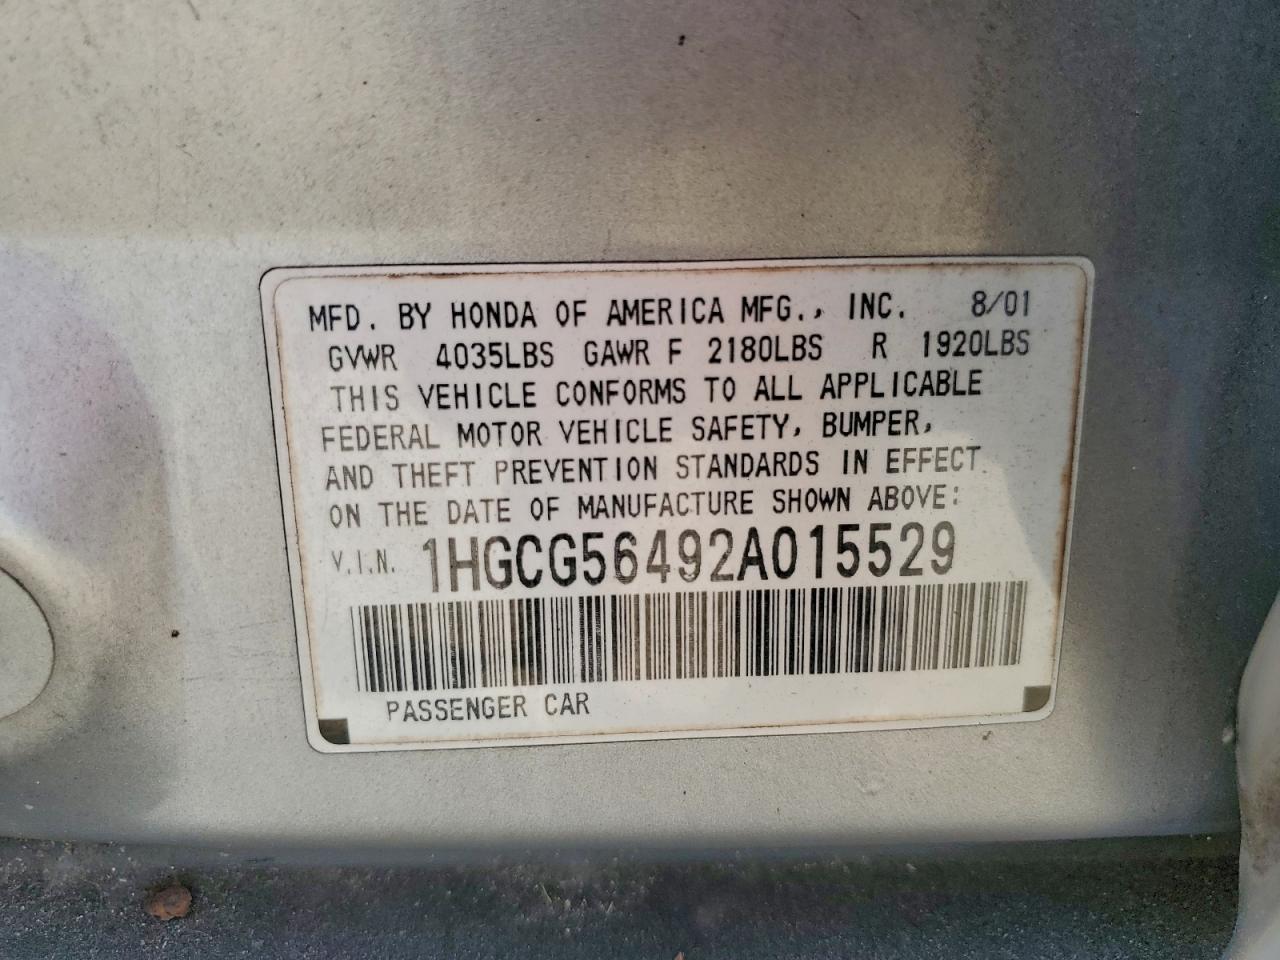 MFD. BY HONDA OF AMERICA MFG., INC. 8/01
GVWR 4035LBS GAWR F 2180LBS R 1920LBS
THIS VEHICLE CONFORMS TO ALL APPLICABLE
FEDERAL MOTOR VEHICLE SAFETY, BUMPER,
AND THEFT PREVENTION STANDARDS IN EFFECT
ON THE DATE OF MANUFACTURE SHOWN ABOVE:
V.I.N. 1HGCG56492A015529
PASSENGER CAR